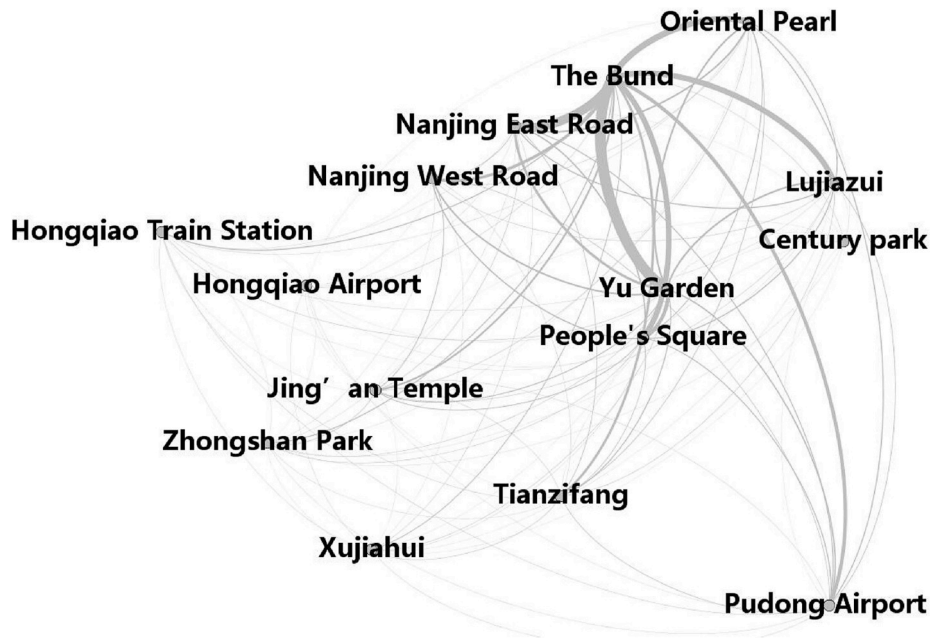 Oriental Pearl
The Bund
Nanjing East Road
Nanjing West Road
Lujiazui
Hongqiao Train Station
Century park
Hongqiao Airport
Yu Garden
People's Square
Jing’an Temple
Zhongshan Park
Tianzifang
Xujiahui
Pudong Airport